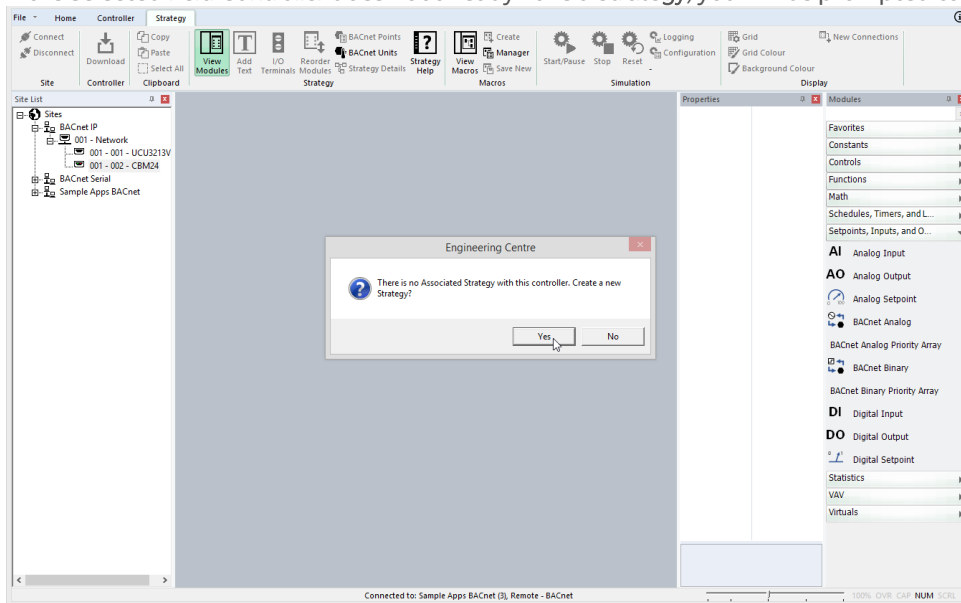 File Home Controller Strategy
Connect
Disconnect
Site
Download
Controller
Copy
Paste
Select All
Clipboard
View Modules
Add Text
I/O Terminals
Reorder Modules
BACnet Points
BACnet Units
Strategy Details
Strategy Help
Strategy
View Macros
Create
Manager
Save New
Macros
Start/Pause
Stop
Reset
Logging
Configuration
Simulation
Grid
Grid Colour
Background Colour
New Connections
Display
Site List
Sites
BACnet IP
001 - Network
001 - 001 - UCU3213V
001 - 002 - CBM24
BACnet Serial
Sample Apps BACnet
Engineering Centre
There is no Associated Strategy with this controller. Create a new
Strategy?
Yes
No
Properties
Modules
Favorites
Constants
Controls
Functions
Math
Schedules, Timers, and L...
Setpoints, Inputs, and O...
AI Analog Input
AO Analog Output
Analog Setpoint
BACnet Analog
BACnet Analog Priority Array
BACnet Binary
BACnet Binary Priority Array
DI Digital Input
DO Digital Output
Digital Setpoint
Statistics
VAV
Virtuals
Connected to: Sample Apps BACnet (3), Remote - BACnet
100% OVR CAP NUM SCRL